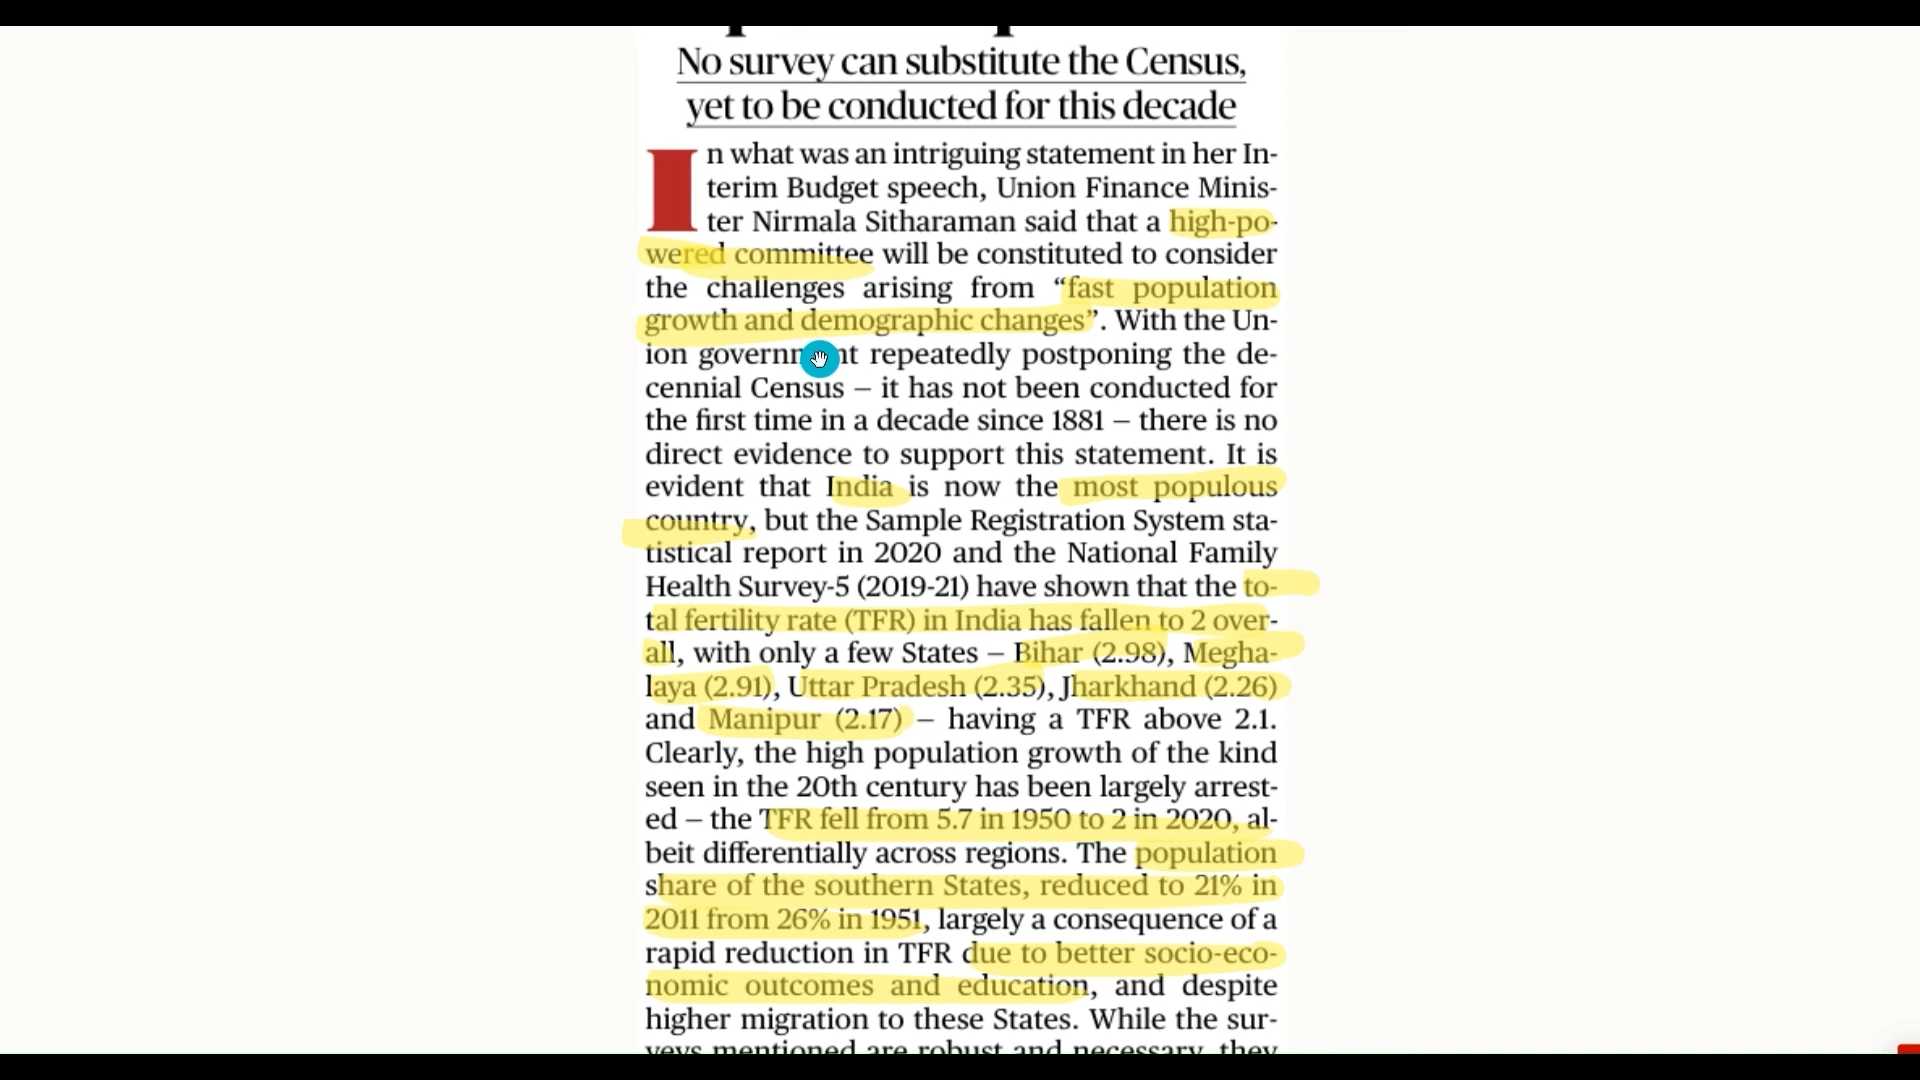 No survey can substitute the Census,
yet to be conducted for this decade
In what was an intriguing statement in her In-
terim Budget speech, Union Finance Minis-
ter Nirmala Sitharaman said that a high-po-
wered committee will be constituted to consider
the challenges arising from “fast population
growth and demographic changes”. With the Un-
ion government repeatedly postponing the de-
cennial Census – it has not been conducted for
the first time in a decade since 1881 – there is no
direct evidence to support this statement. It is
evident that India is now the most populous
country, but the Sample Registration System sta-
tistical report in 2020 and the National Family
Health Survey-5 (2019-21) have shown that the to-
tal fertility rate (TFR) in India has fallen to 2 over-
all, with only a few States – Bihar (2.98), Megha-
laya (2.91), Uttar Pradesh (2.35), Jharkhand (2.26)
and Manipur (2.17) – having a TFR above 2.1.
Clearly, the high population growth of the kind
seen in the 20th century has been largely arrest-
ed – the TFR fell from 5.7 in 1950 to 2 in 2020, al-
beit differentially across regions. The population
share of the southern States, reduced to 21% in
2011 from 26% in 1951, largely a consequence of a
rapid reduction in TFR due to better socio-eco-
nomic outcomes and education, and despite
higher migration to these States. While the sur-
veys mentioned are robust and necessary, they